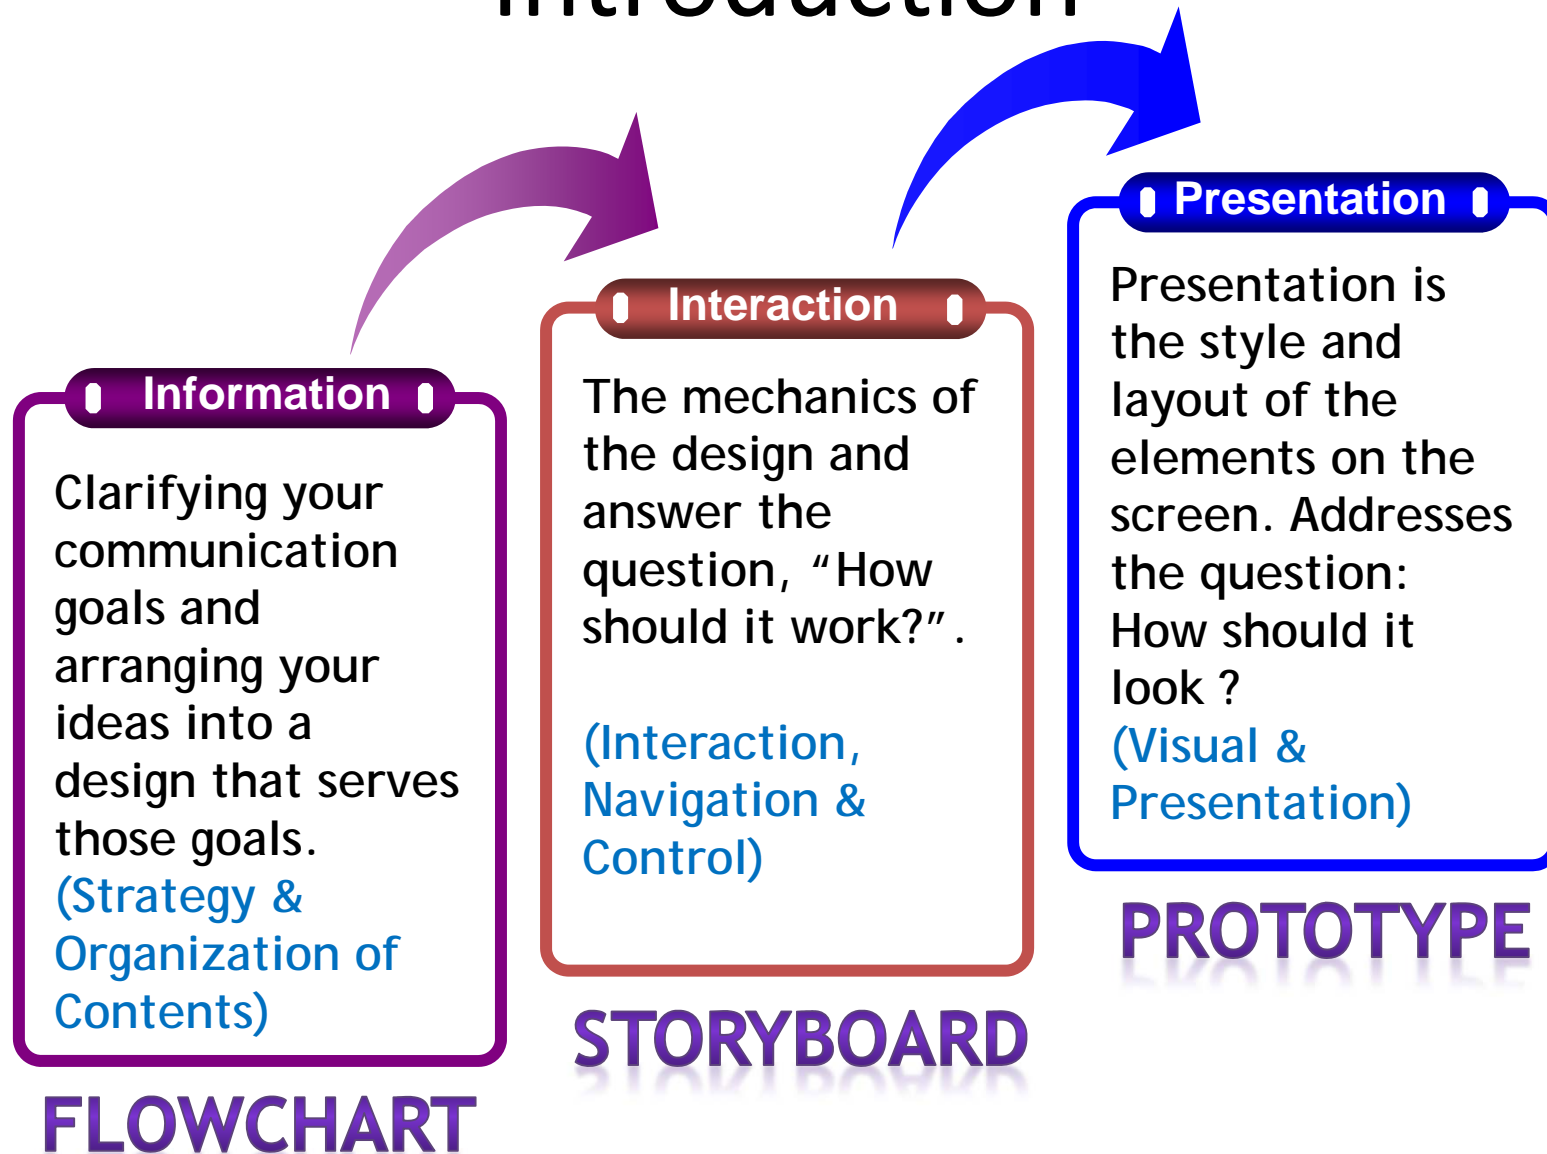 Introduction
Information
Clarifying your
communication
goals and
arranging your
ideas into a
design that serves
those goals.
(Strategy &
Organization of
Contents)
FLOWCHART
Interaction
The mechanics of
the design and
answer the
question, “How
should it work?”.
(Interaction,
Navigation &
Control)
STORYBOARD
Presentation
Presentation is
the style and
layout of the
elements on the
screen. Addresses
the question:
How should it
look ?
(Visual &
Presentation)
PROTOTYPE